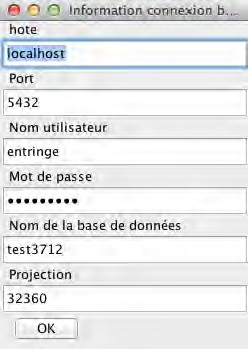 Information connexion b...
hote
localhost
Port
5432
Nom utilisateur
entringe
Mot de passe
•••••••••
Nom de la base de données
test3712
Projection
32360
OK